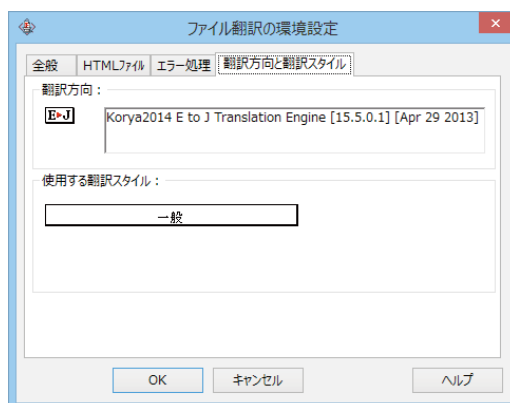 ファイル翻訳の環境設定
全般 HTMLファイル エラー処理 翻訳方向と翻訳スタイル
翻訳方向：
E▸J Korya2014 E to J Translation Engine [15.5.0.1] [Apr 29 2013]
使用する翻訳スタイル：
一般
OK キャンセル ヘルプ